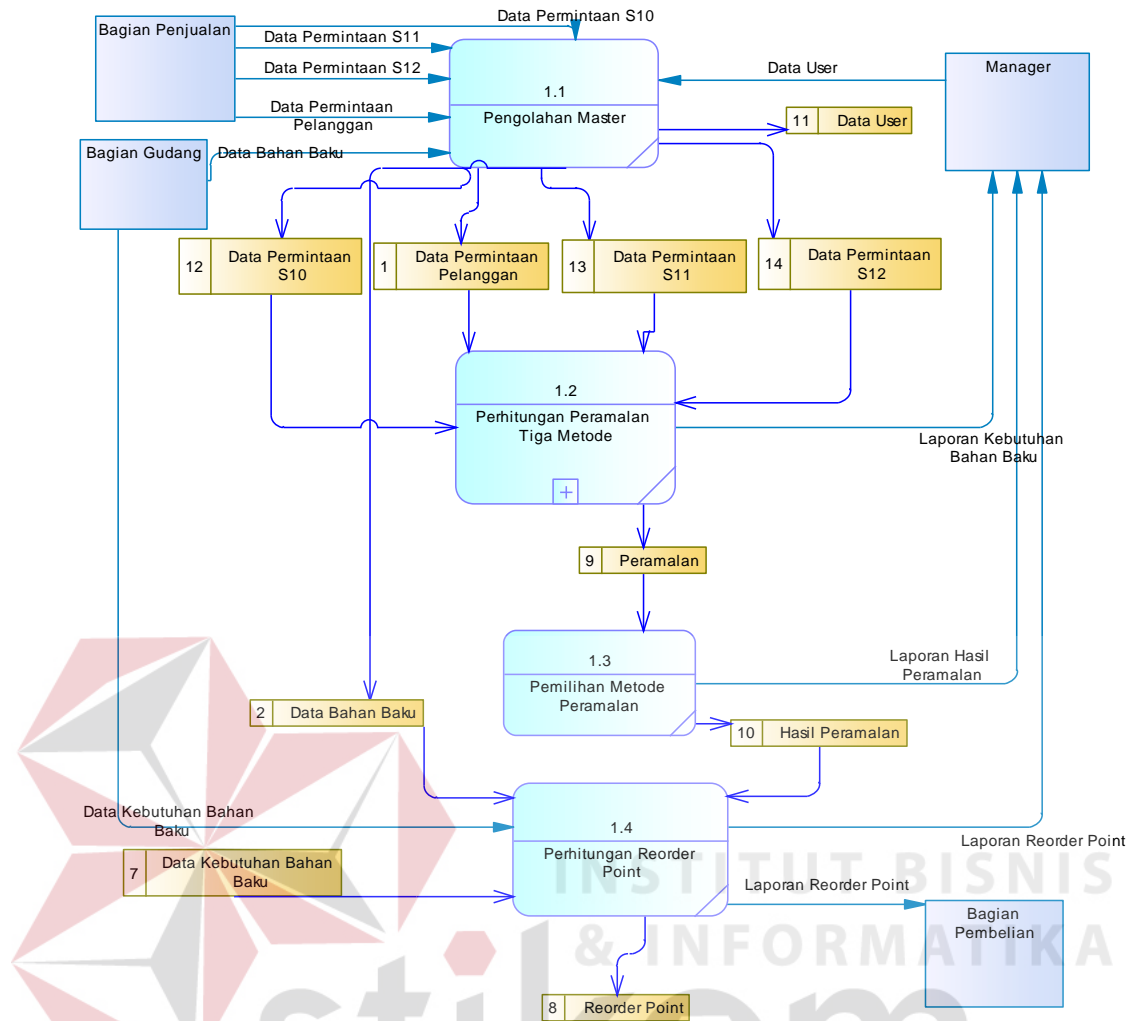 Data Permintaan S10
Bagian Penjualan
Data Permintaan S11
Data Permintaan S12
Data Permintaan
Pelanggan
1.1
Pengolahan Master
Data User
Manager
11 Data User
Bagian Gudang
Data Bahan Baku
12 Data Permintaan
S10
1 Data Permintaan
Pelanggan
13 Data Permintaan
S11
14 Data Permintaan
S12
1.2
Perhitungan Peramalan
Tiga Metode
Laporan Kebutuhan
Bahan Baku
9 Peramalan
1.3
Pemilihan Metode
Peramalan
Laporan Hasil
Peramalan
2 Data Bahan Baku
10 Hasil Peramalan
Data Kebutuhan Bahan
Baku
1.4
Perhitungan Reorder
Point
Laporan Reorder Point
7 Data Kebutuhan Bahan
Baku
Laporan Reorder Point
Bagian
Pembelian
8 Reorder Point
INSTITUT BISNIS
& INFORMATIKA
stikom